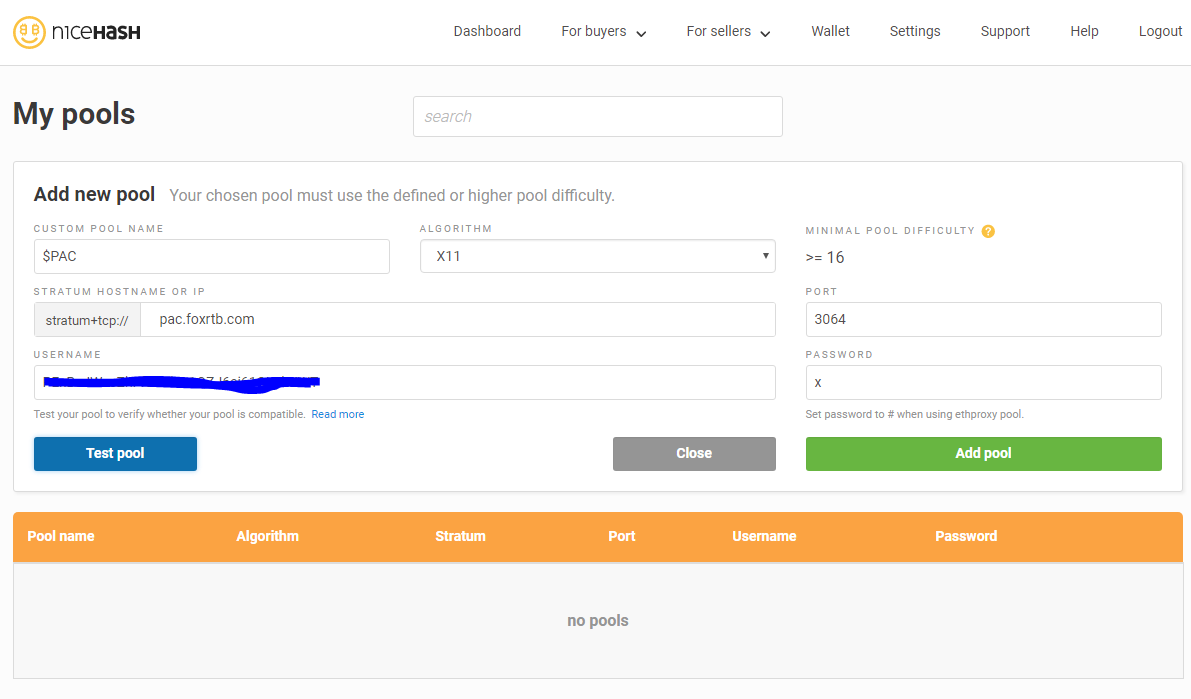 nıceHASH Dashboard For buyers For sellers Wallet Settings Support Help Logout
My pools search
Add new pool Your chosen pool must use the defined or higher pool difficulty.
CUSTOM POOL NAME ALGORITHM MINIMAL POOL DIFFICULTY ?
$PAC X11 >= 16
STRATUM HOSTNAME OR IP PORT
stratum+tcp:// pac.foxrtb.com 3064
USERNAME PASSWORD
x
Test your pool to verify whether your pool is compatible. Read more Set password to # when using ethproxy pool.
Test pool Close Add pool
Pool name Algorithm Stratum Port Username Password
no pools